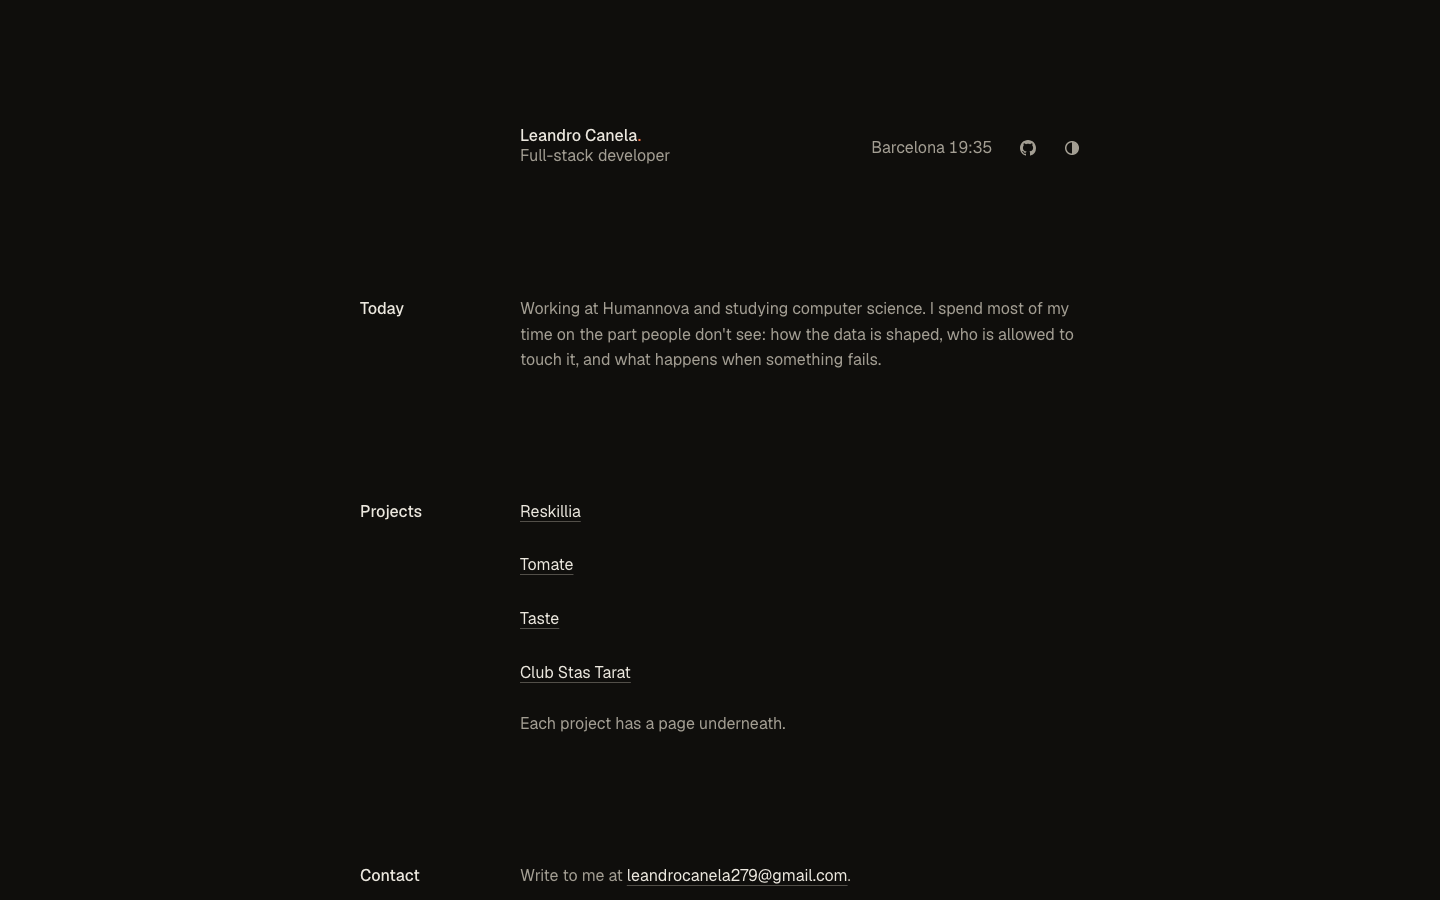 Leandro Canela.
Full-stack developer
Barcelona 19:35
Today
Working at Humannova and studying computer science. I spend most of my
time on the part people don't see: how the data is shaped, who is allowed to
touch it, and what happens when something fails.
Projects
Reskillia
Tomate
Taste
Club Stas Tarat
Each project has a page underneath.
Contact
Write to me at leandrocanela279@gmail.com.